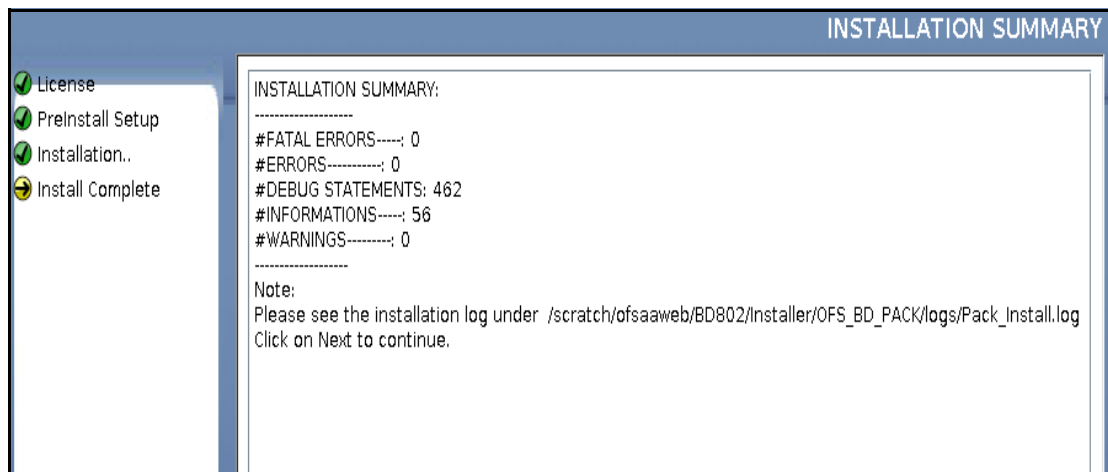 INSTALLATION SUMMARY
License
PreInstall Setup
Installation..
Install Complete
INSTALLATION SUMMARY:
--------------------
#FATAL ERRORS-----: 0
#ERRORS-----------: 0
#DEBUG STATEMENTS: 462
#INFORMATIONS-----: 56
#WARNINGS---------: 0
-------------------
Note:
Please see the installation log under /scratch/ofsaaweb/BD802/Installer/OFS_BD_PACK/logs/Pack_Install.log
Click on Next to continue.